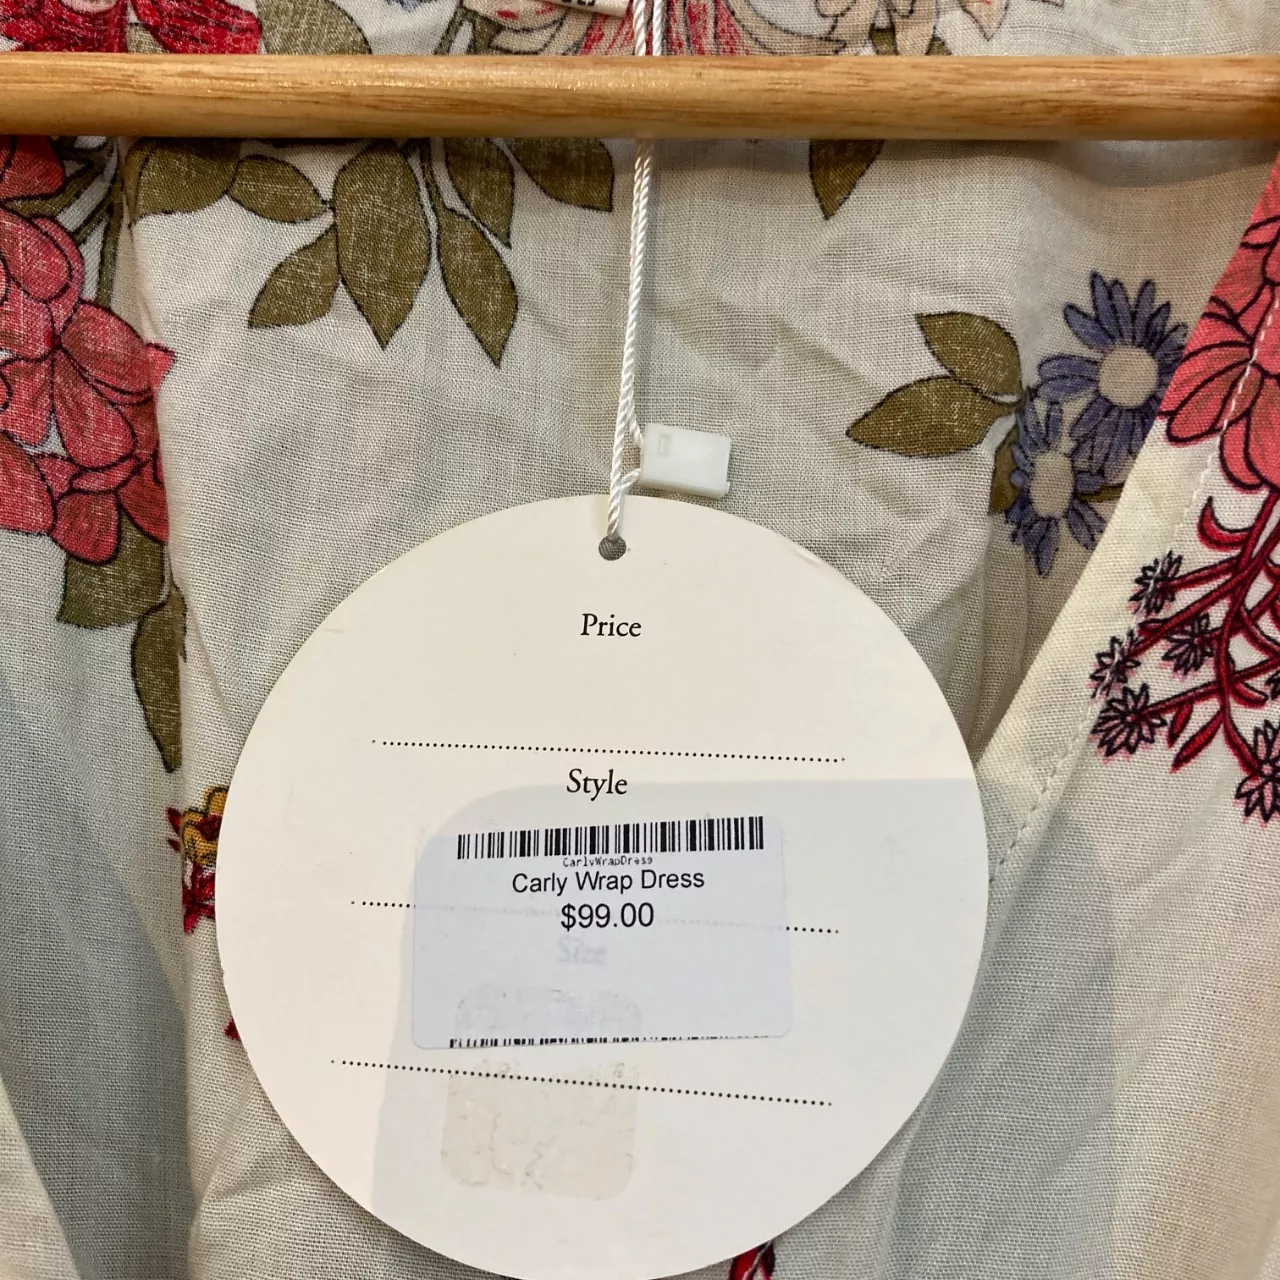 Price
Style
CarlyWrapDress
Carly Wrap Dress
$99.00
Size